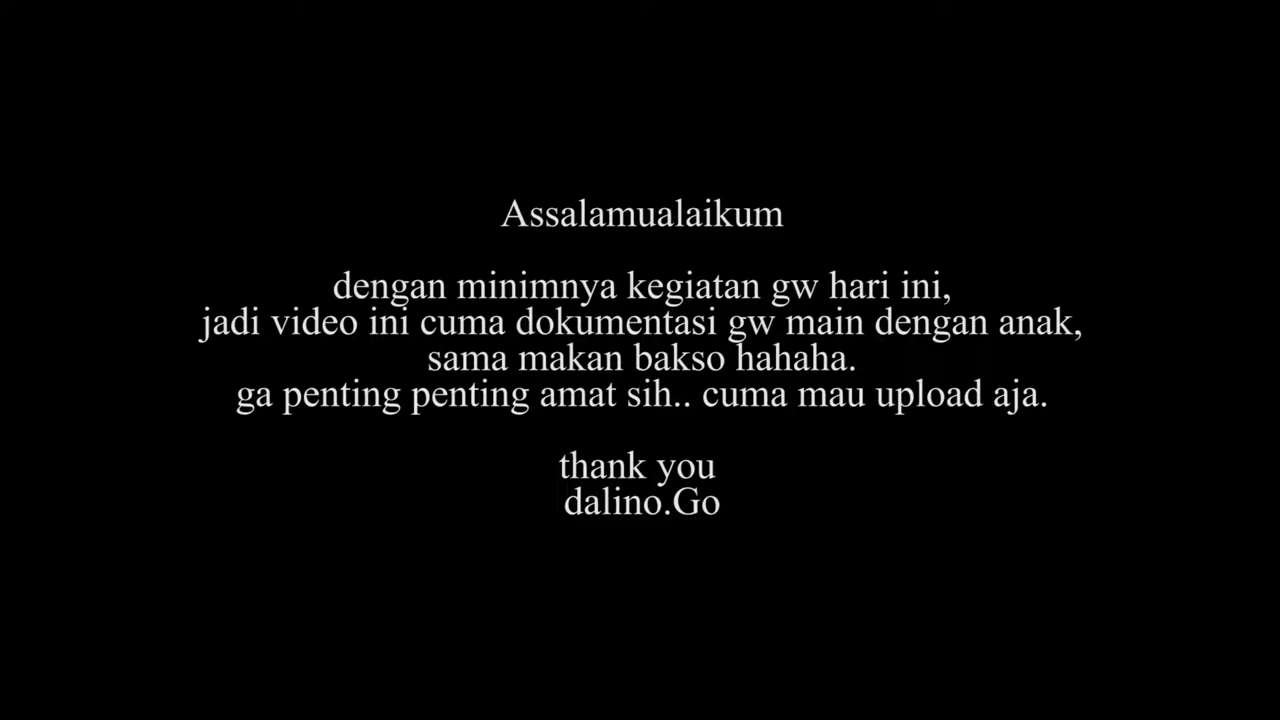 Assalamualaikum
dengan minimnya kegiatan gw hari ini,
jadi video ini cuma dokumentasi gw main dengan anak,
sama makan bakso hahaha.
ga penting penting amat sih.. cuma mau upload aja.
thank you
dalino.Go